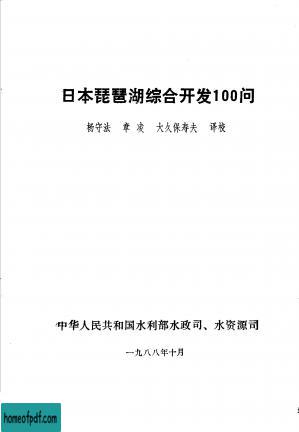 日本琵琶湖综合开发100问
杨守法 章凌 大久保寿夫 译校
中华人民共和国水利部水政司、水资源司
一九八八年十月
homeofpdf.com